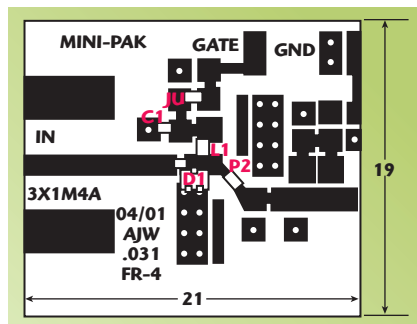 MINI-PAK
GATE
GND
JU
C1
IN
L1
P2
D1
3X1M4A
04/01
AJW
.031
FR-4
19
21